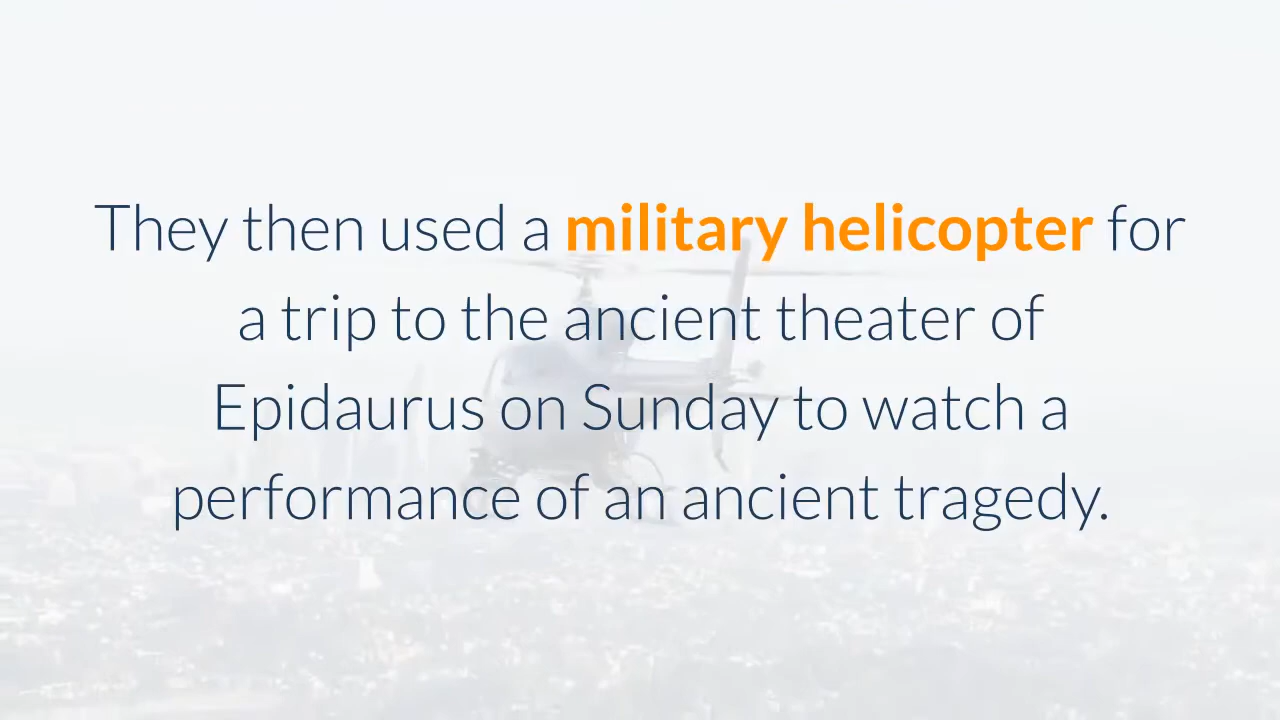 They then used a military helicopter for
a trip to the ancient theater of
Epidaurus on Sunday to watch a
performance of an ancient tragedy.